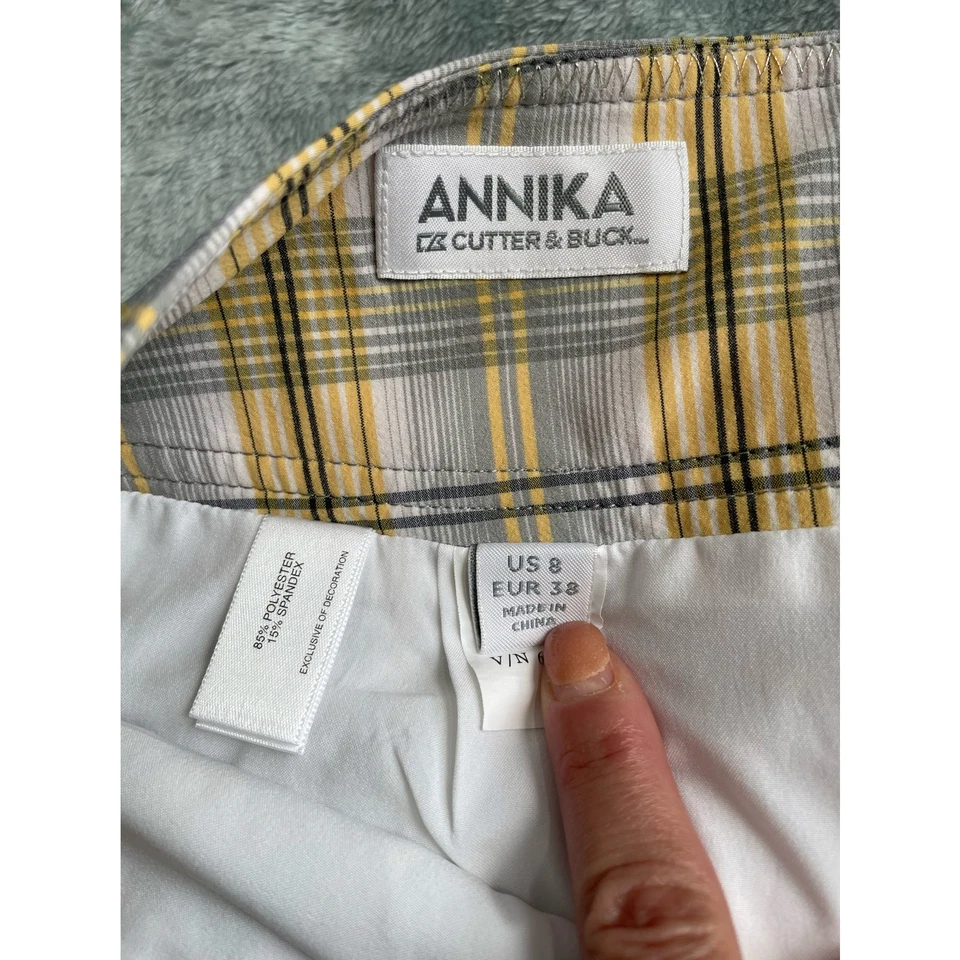 ANNIKA
CUTTER & BUCK
85% POLYESTER
15% SPANDEX
EXCLUSIVE OF DECORATION
US 8
EUR 38
MADE IN
CHINA
V/N